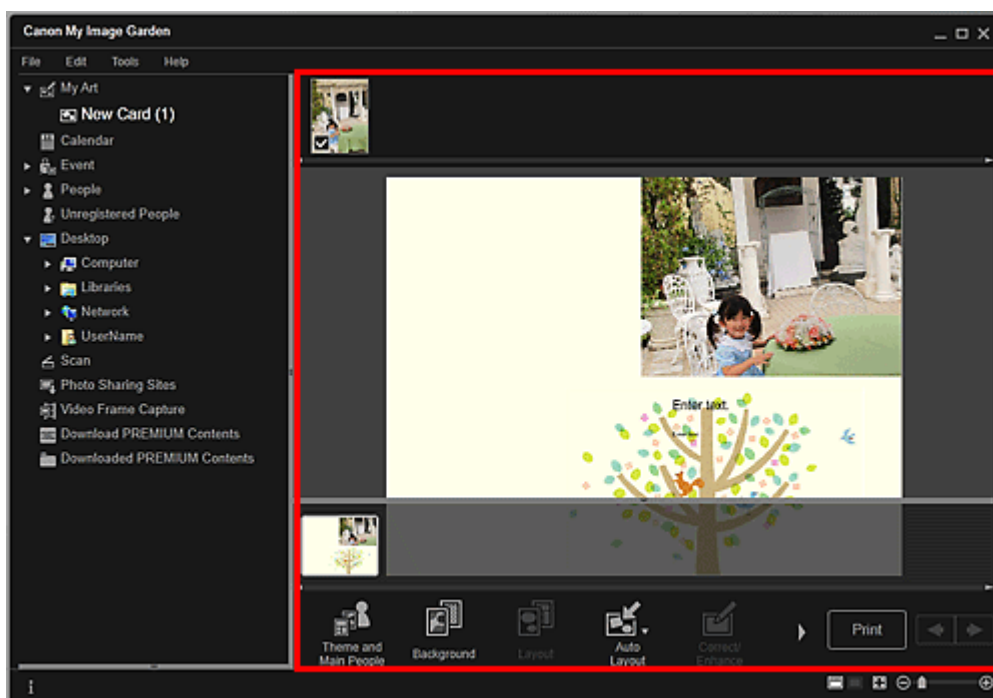 Canon My Image Garden
File Edit Tools Help
My Art
New Card (1)
Calendar
Event
People
Unregistered People
Desktop
Computer
Libraries
Network
UserName
Scan
Photo Sharing Sites
Video Frame Capture
Download PREMIUM Contents
Downloaded PREMIUM Contents
Enter text.
Theme and
Main People
Background
Layout
Auto
Layout
Correct/
Enhance
Print